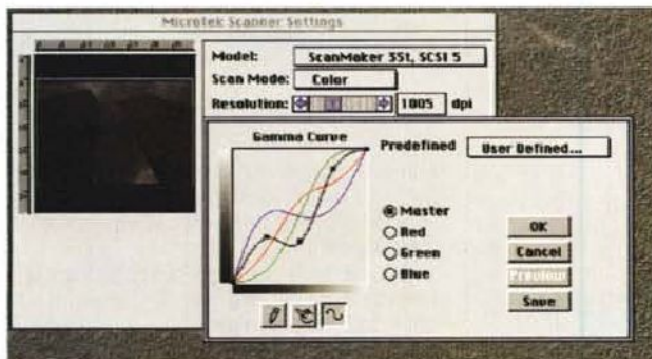 Microtek Scanner Settings
Model: ScanMaker 35t, SCSI 5
Scan Mode: Color
Resolution: 1005 dpi
Gamma Curve
Predefined User Defined...
Master
Red
Green
Blue
OK
Cancel
Preview
Save